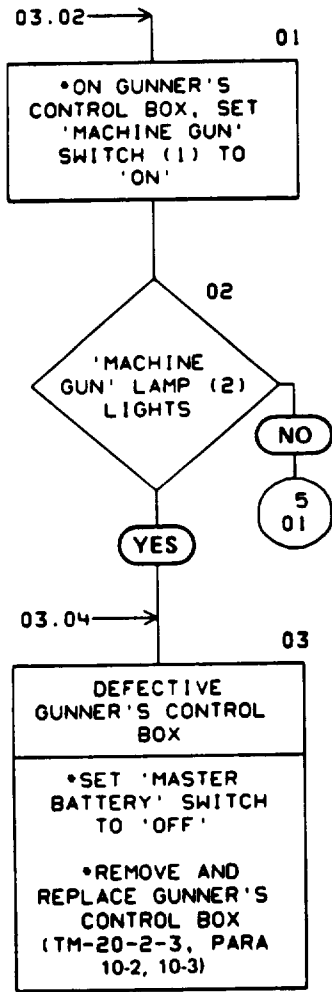 03.02
01
*ON GUNNER'S
CONTROL BOX, SET
'MACHINE GUN'
SWITCH (1) TO
'ON'
02
'MACHINE
GUN' LAMP (2)
LIGHTS
NO
5
01
YES
03.04
03
DEFECTIVE
GUNNER'S CONTROL
BOX
*SET 'MASTER
BATTERY' SWITCH
TO 'OFF'
*REMOVE AND
REPLACE GUNNER'S
CONTROL BOX
(TM-20-2-3, PARA
10-2, 10-3)